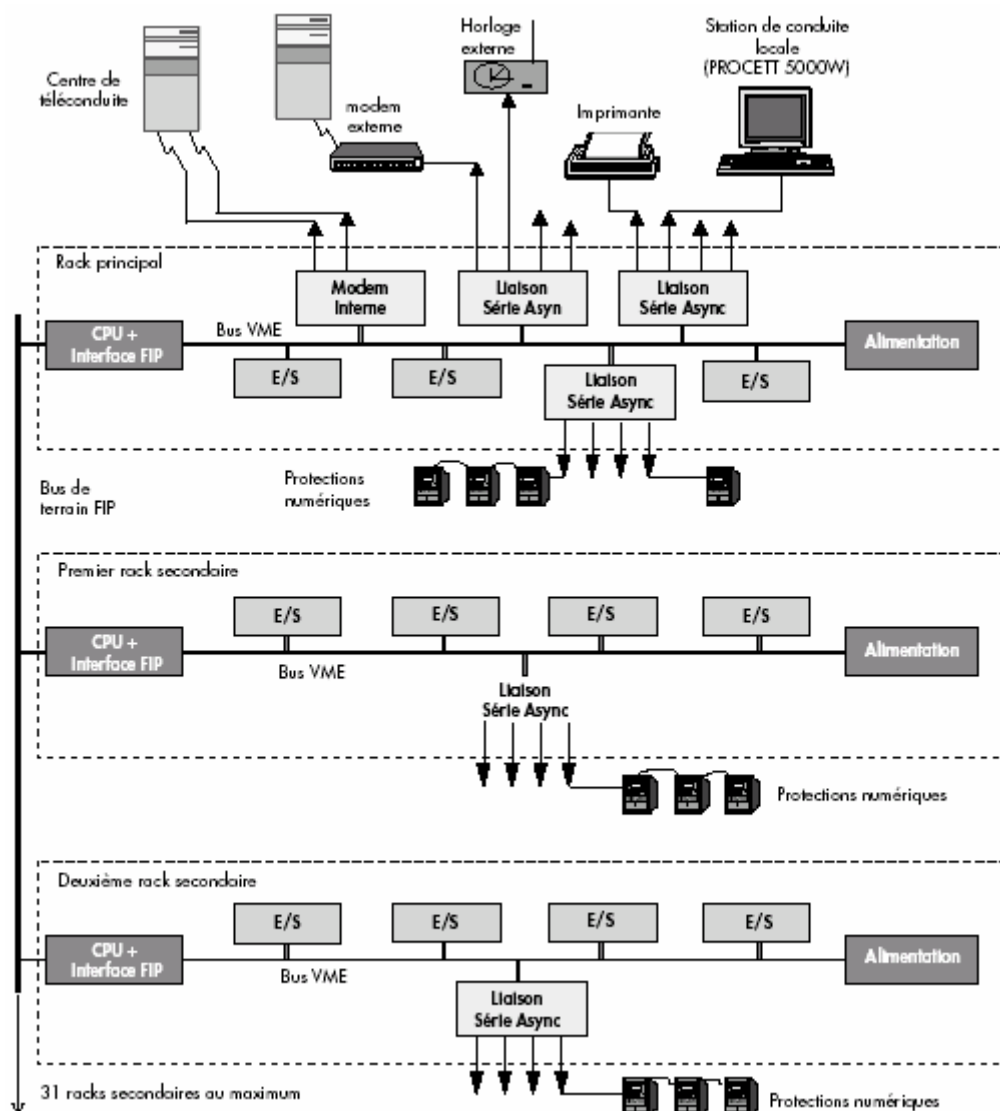 Centre de
téléconduite
modem
externe
Horloge
externe
Imprimante
Station de conduite
locale
(PROCETT 5000W)
Rack principal
Modem
Interne
Liaison
Série Asyn
Liaison
Série Async
CPU +
Interface FIP
Bus VME
Alimentation
E/S
E/S
Liaison
Série Async
E/S
Protections
numériques
Bus de
terrain FIP
Premier rack secondaire
E/S
E/S
E/S
E/S
CPU +
Interface FIP
Alimentation
Bus VME
Liaison
Série Async
Protections numériques
Deuxième rack secondaire
E/S
E/S
E/S
E/S
CPU +
Interface FIP
Alimentation
Bus VME
Liaison
Série Async
31 racks secondaires au maximum
Protections numériques